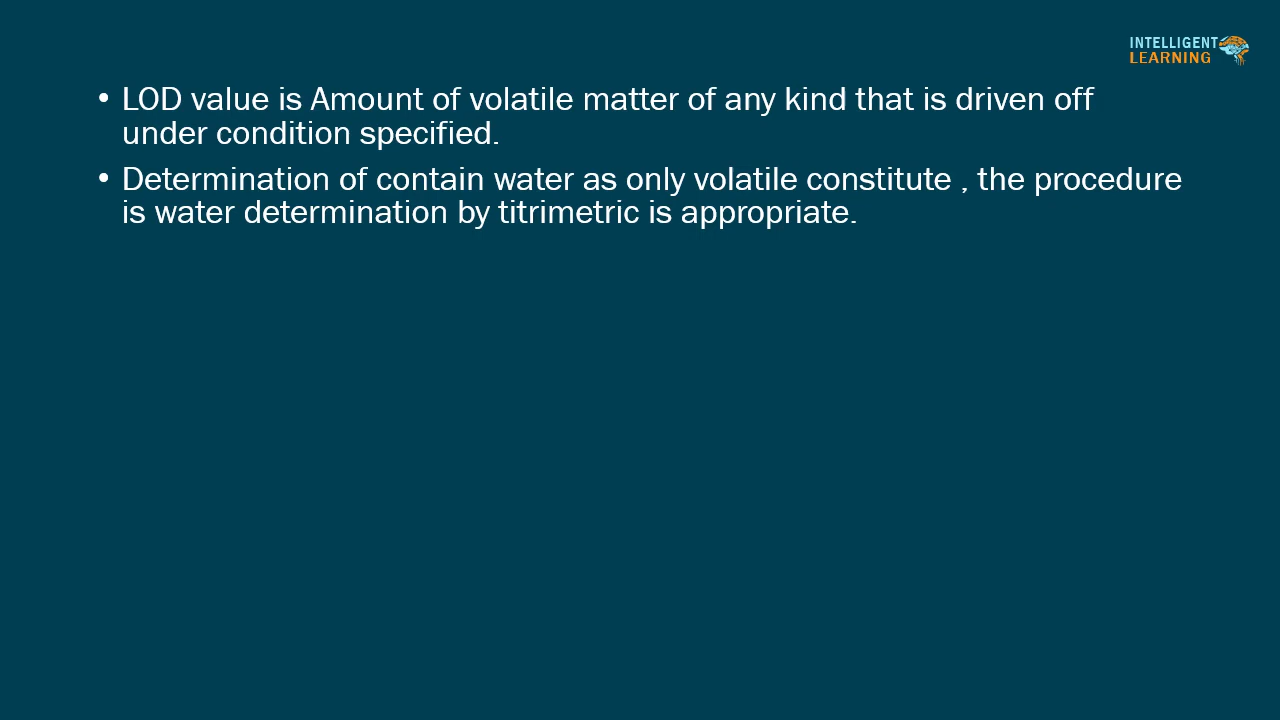 INTELLIGENT
LEARNING
• LOD value is Amount of volatile matter of any kind that is driven off
under condition specified.
• Determination of contain water as only volatile constitute , the procedure
is water determination by titrimetric is appropriate.